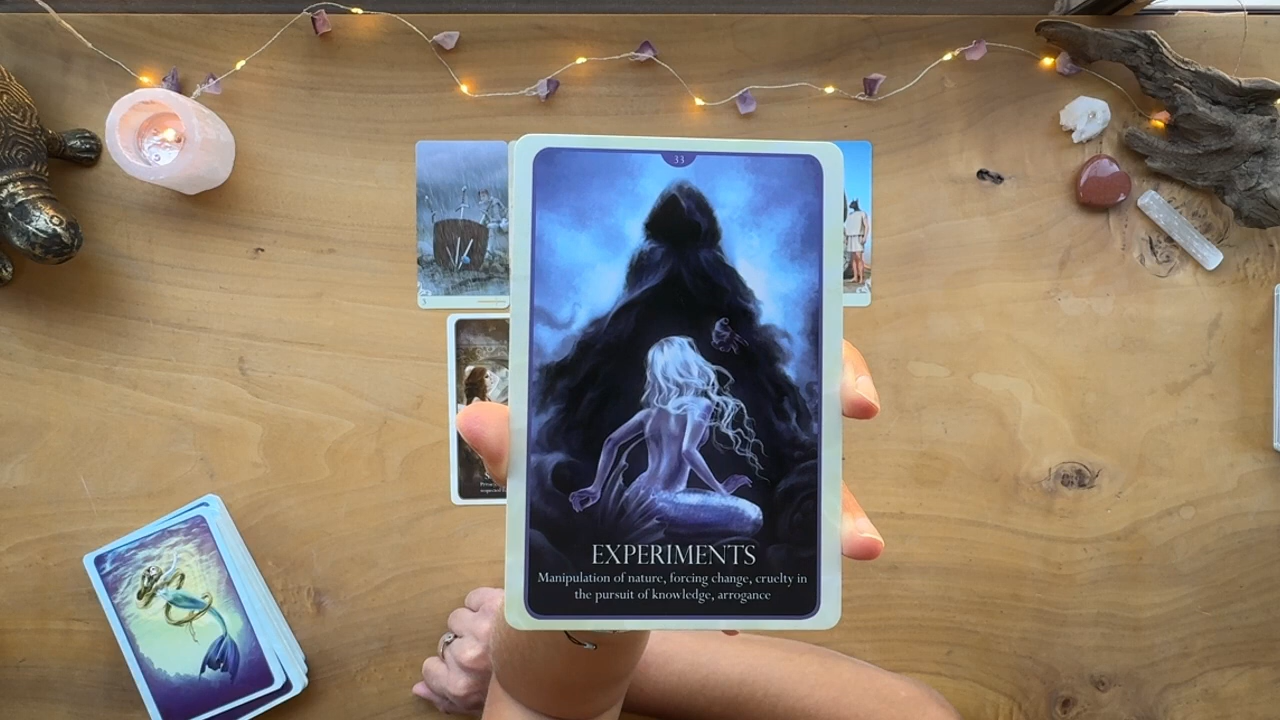 33
EXPERIMENTS
Manipulation of nature, forcing change, cruelty in
the pursuit of knowledge, arrogance